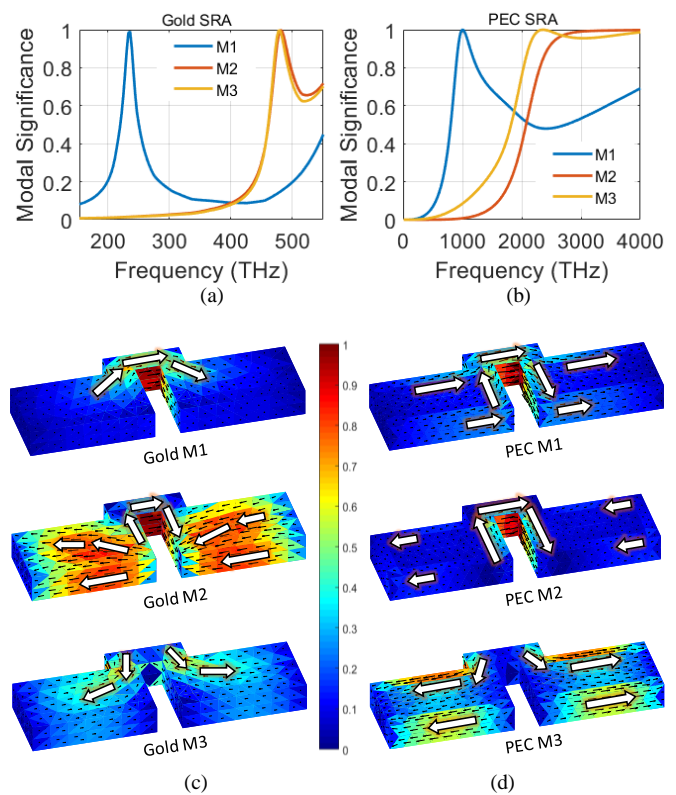 Gold SRA
Modal Significance
1
0.8
0.6
0.4
0.2
0
M1
M2
M3
200
300
400
500
Frequency (THz)
(a)
PEC SRA
Modal Significance
1
0.8
0.6
0.4
0.2
0
M1
M2
M3
0
1000
2000
3000
4000
Frequency (THz)
(b)
Gold M1
Gold M2
Gold M3
(c)
1
0.9
0.8
0.7
0.6
0.5
0.4
0.3
0.2
0.1
0
PEC M1
PEC M2
PEC M3
(d)